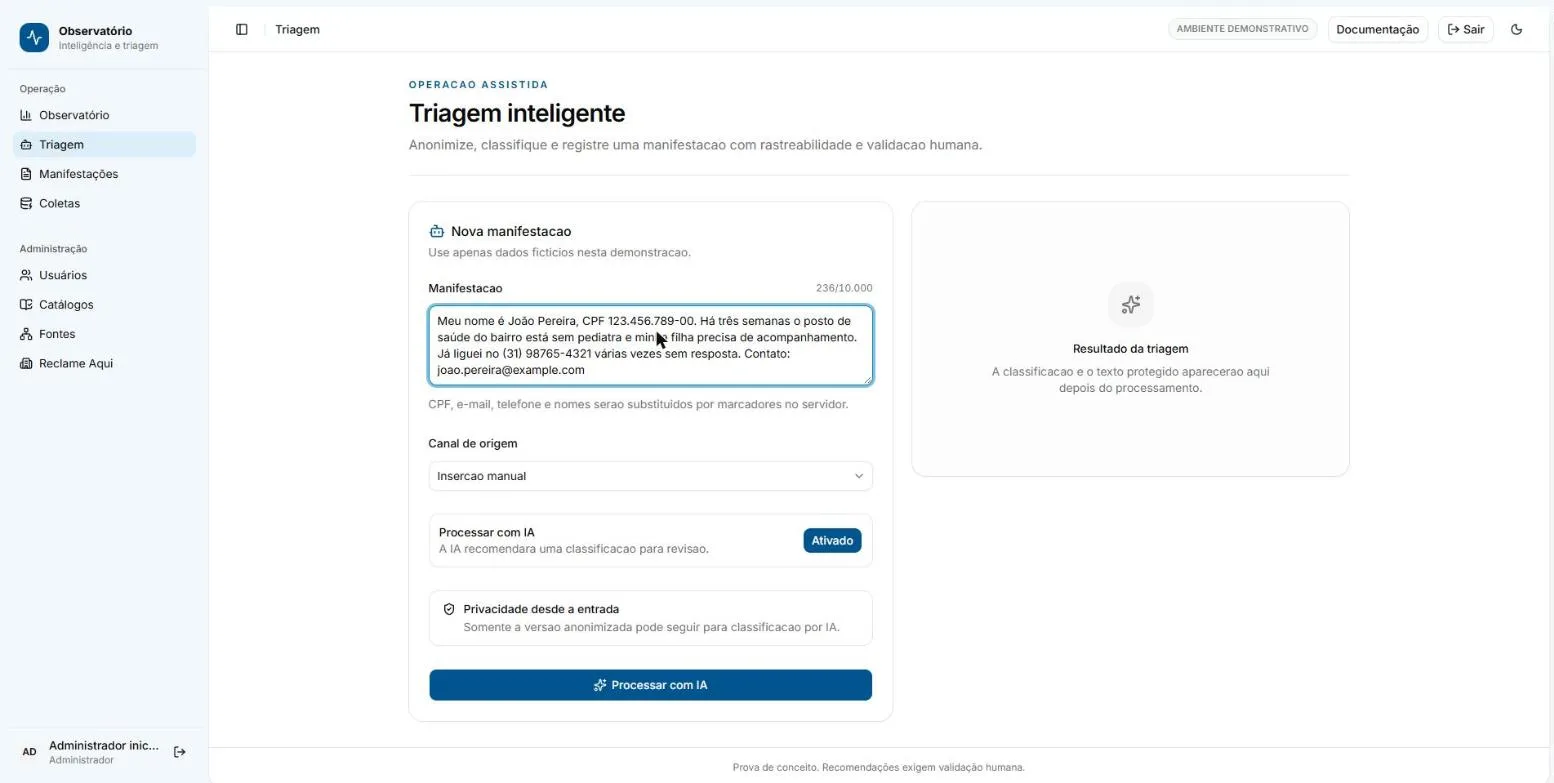 Observatório
Inteligência e triagem
Operação
Observatório
Triagem
Manifestações
Coletas
Administração
Usuários
Catálogos
Fontes
Reclame Aqui
AD
Administrador inic...
Administrador
Triagem
AMBIENTE DEMONSTRATIVO
Documentação
Sair
OPERACAO ASSISTIDA
Triagem inteligente
Anonimize, classifique e registre uma manifestacao com rastreabilidade e validacao humana.
Nova manifestacao
Use apenas dados ficticios nesta demonstracao.
Manifestacao
236/10.000
Meu nome é João Pereira, CPF 123.456.789-00. Há três semanas o posto de
saúde do bairro está sem pediatra e minha filha precisa de acompanhamento.
Já liguei no (31) 98765-4321 várias vezes sem resposta. Contato:
joao.pereira@example.com
CPF, e-mail, telefone e nomes serao substituidos por marcadores no servidor.
Canal de origem
Insercao manual
Processar com IA
A IA recomendara uma classificacao para revisao.
Ativado
Privacidade desde a entrada
Somente a versao anonimizada pode seguir para classificacao por IA.
Processar com IA
Resultado da triagem
A classificacao e o texto protegido aparecerao aqui
depois do processamento.
Prova de conceito. Recomendações exigem validação humana.